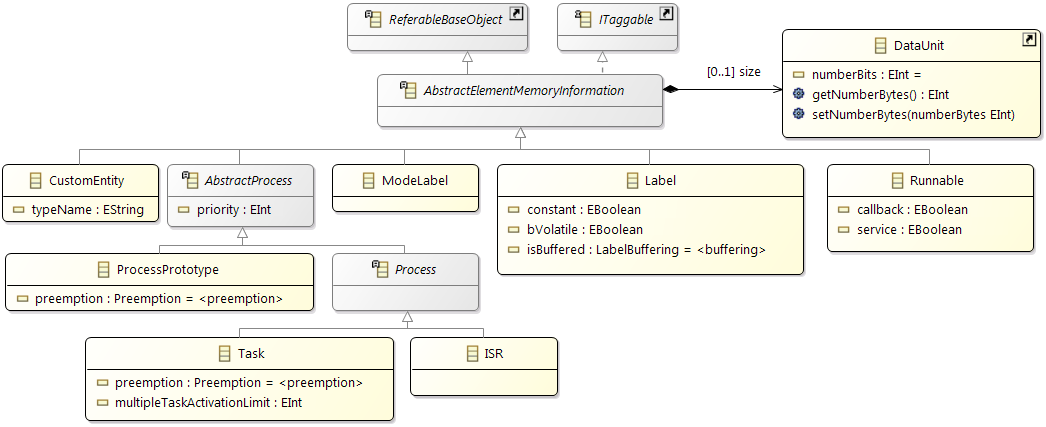 ReferableBaseObject
ITaggable
AbstractElementMemoryInformation
[0..1] size
DataUnit
numberBits : EInt =
getNumberBytes() : EInt
setNumberBytes(numberBytes EInt)
CustomEntity
typeName : EString
AbstractProcess
priority : EInt
ModeLabel
Label
constant : EBoolean
bVolatile : EBoolean
isBuffered : LabelBuffering = <buffering>
Runnable
callback : EBoolean
service : EBoolean
ProcessPrototype
preemption : Preemption = <preemption>
Process
Task
preemption : Preemption = <preemption>
multipleTaskActivationLimit : EInt
ISR